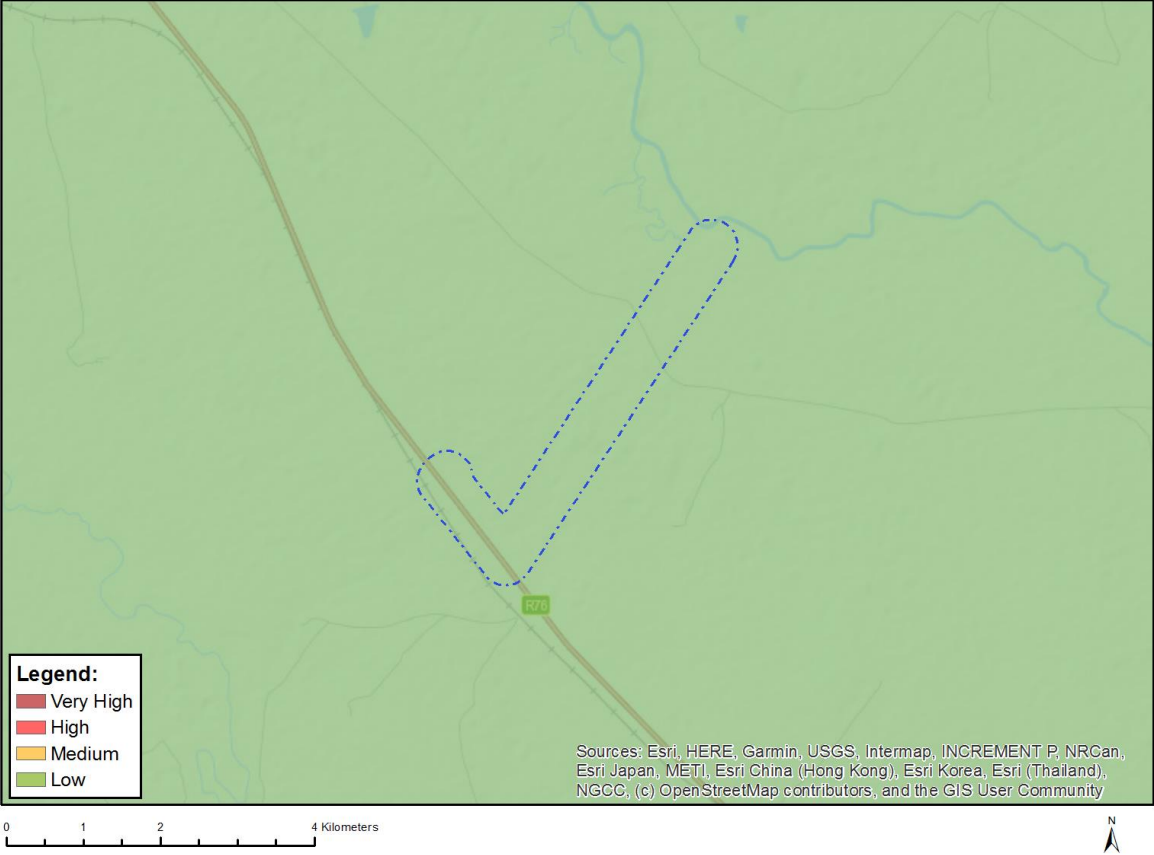 R76
Legend:
Very High
High
Medium
Low
Sources: Esri, HERE, Garmin, USGS, Intermap, INCREMENT P, NRCan,
Esri Japan, METI, Esri China (Hong Kong), Esri Korea, Esri (Thailand),
NGCC, (c) OpenStreetMap contributors, and the GIS User Community
0 1 2 4 Kilometers
N